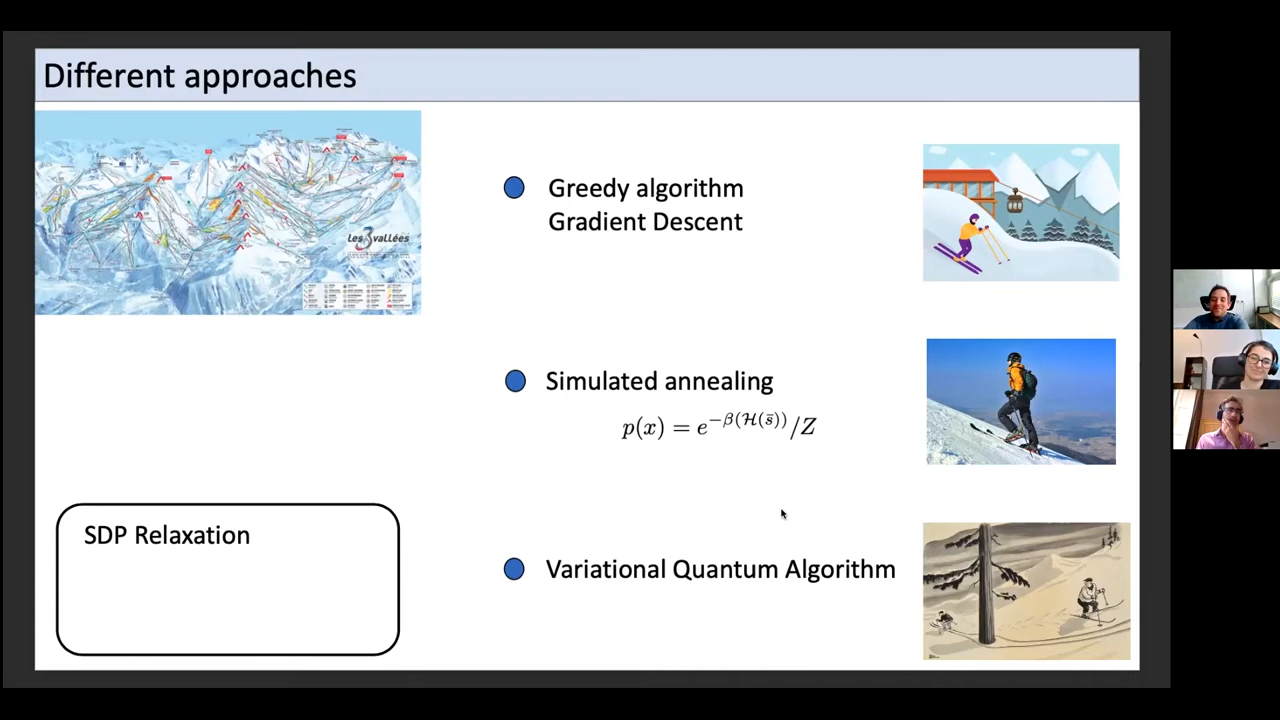 Different approaches
les 3 vallées
Greedy algorithm
Gradient Descent
Simulated annealing
p(x) = e^{-β(ℋ(s̄))}/Z
SDP Relaxation
Variational Quantum Algorithm